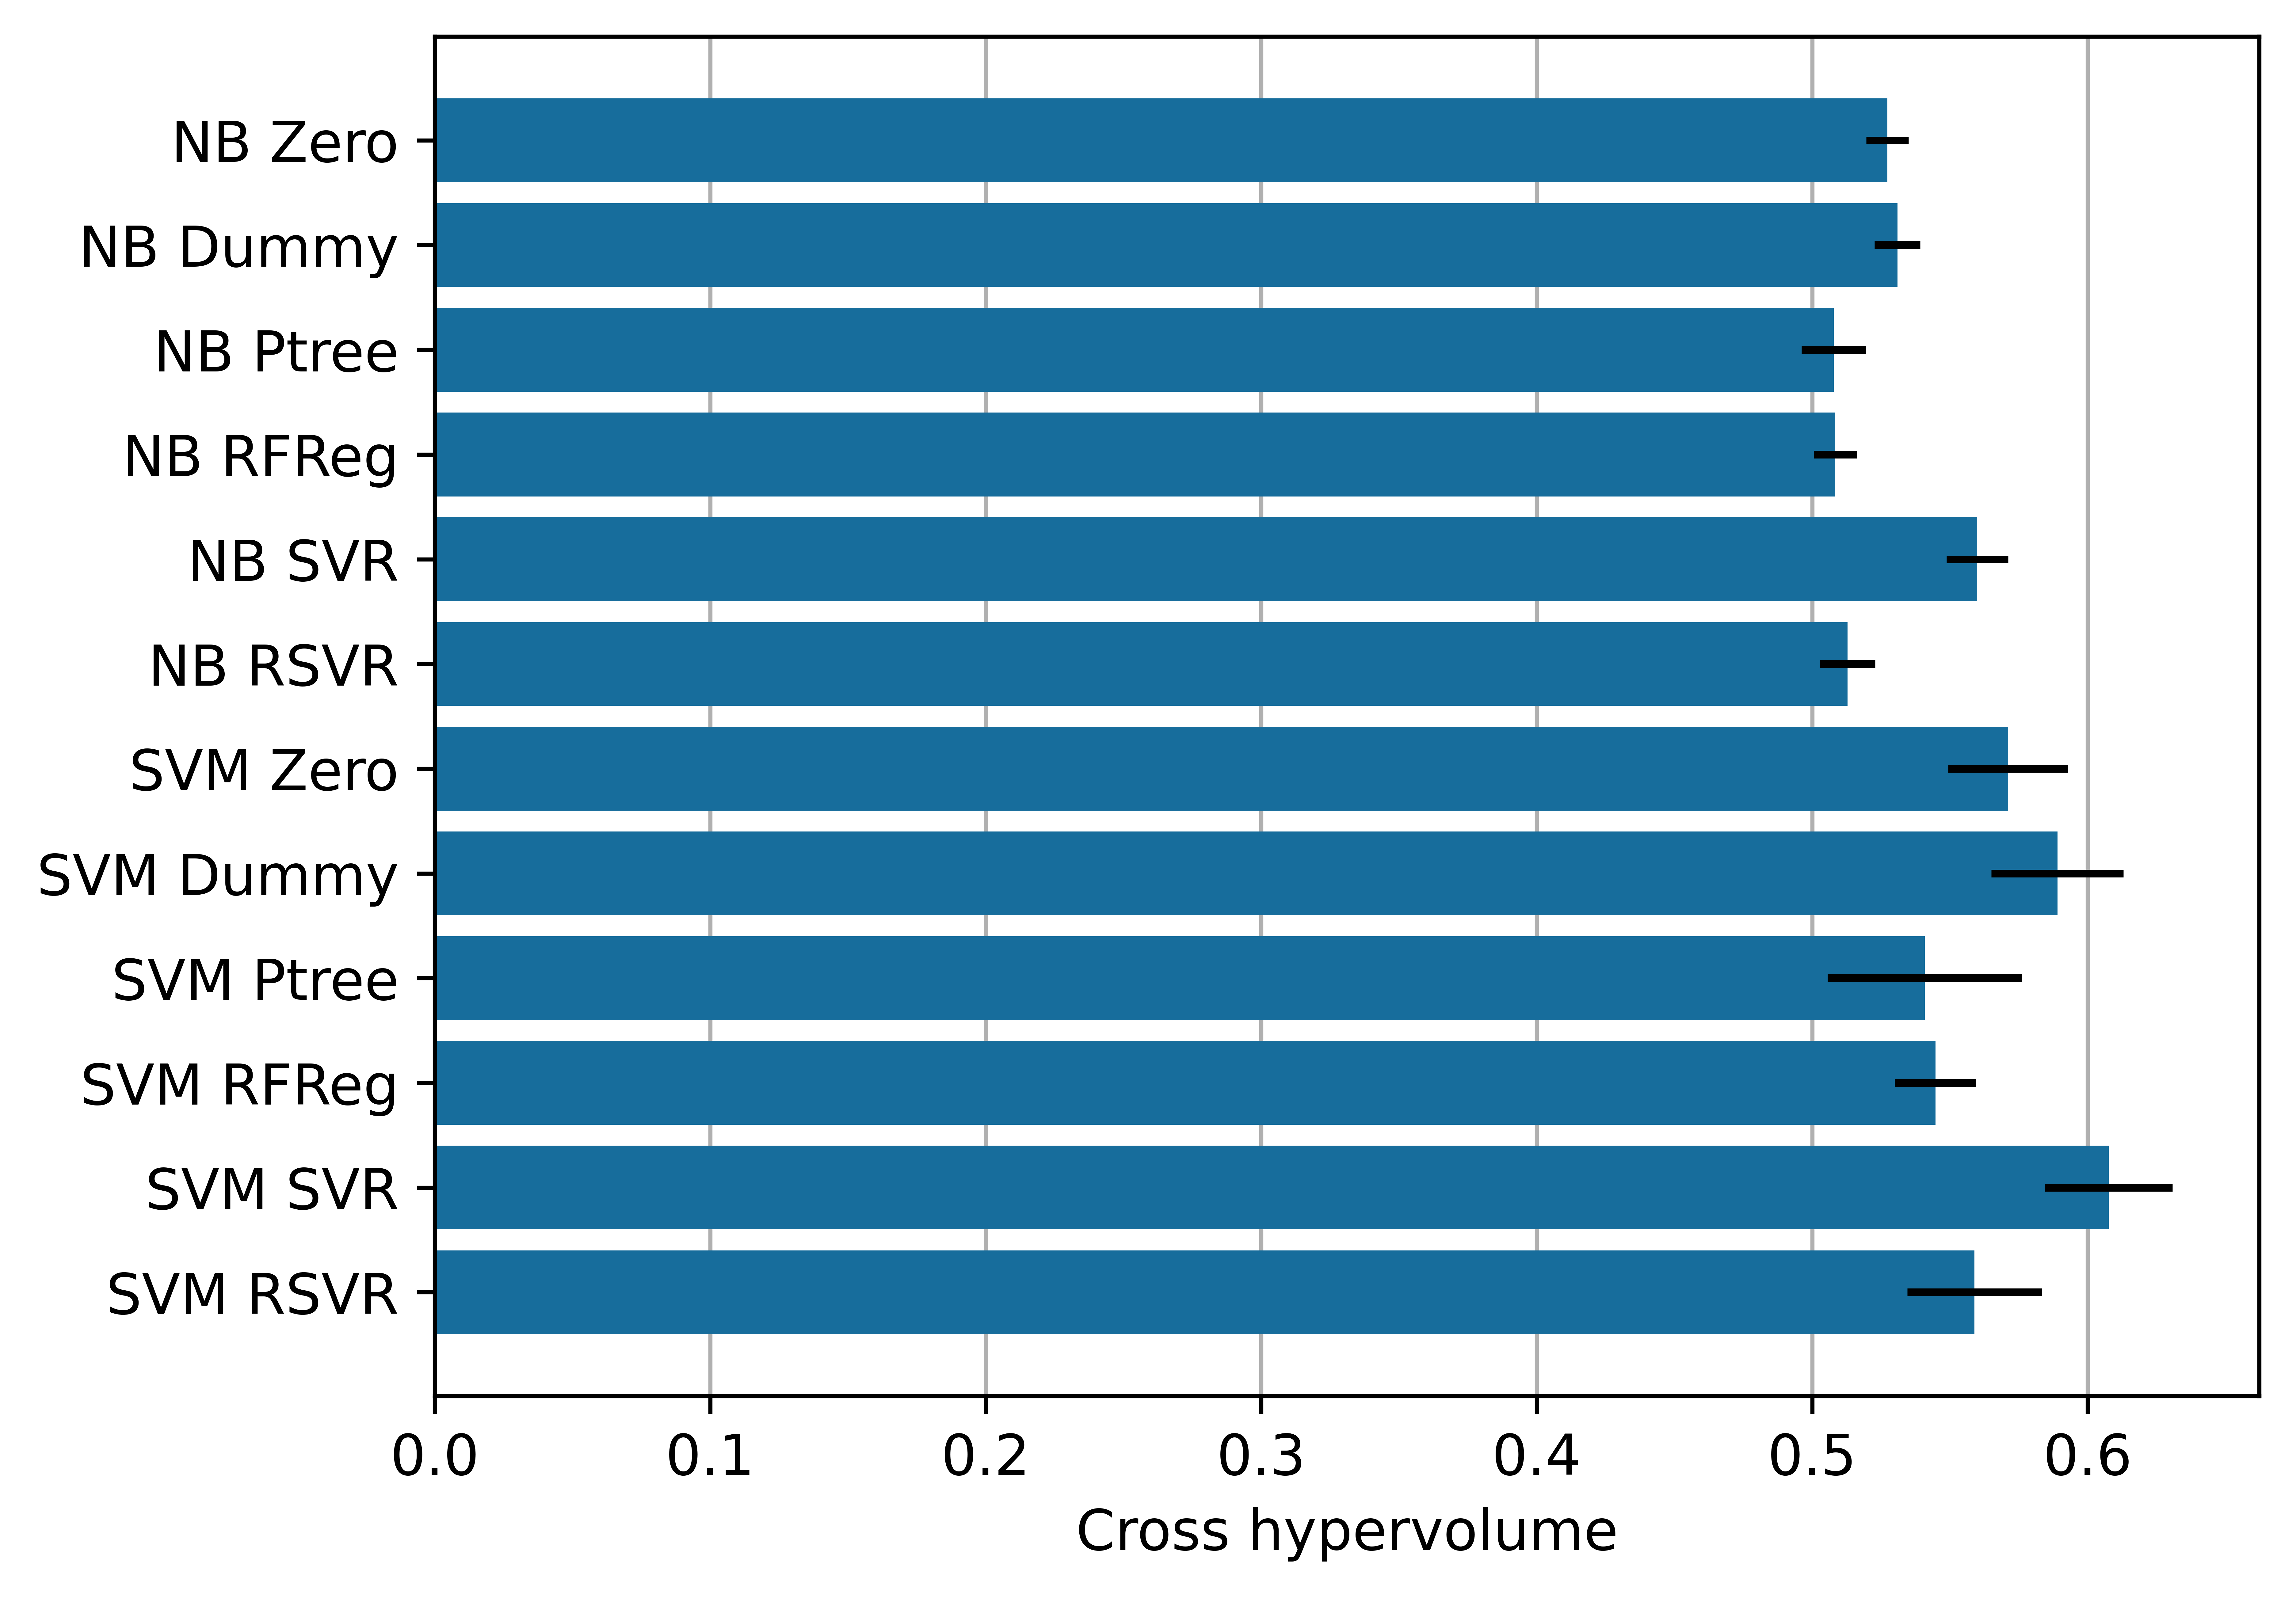 NB Zero
NB Dummy
NB Ptree
NB RFReg
NB SVR
NB RSVR
SVM Zero
SVM Dummy
SVM Ptree
SVM RFReg
SVM SVR
SVM RSVR
0.0 0.1 0.2 0.3 0.4 0.5 0.6
Cross hypervolume